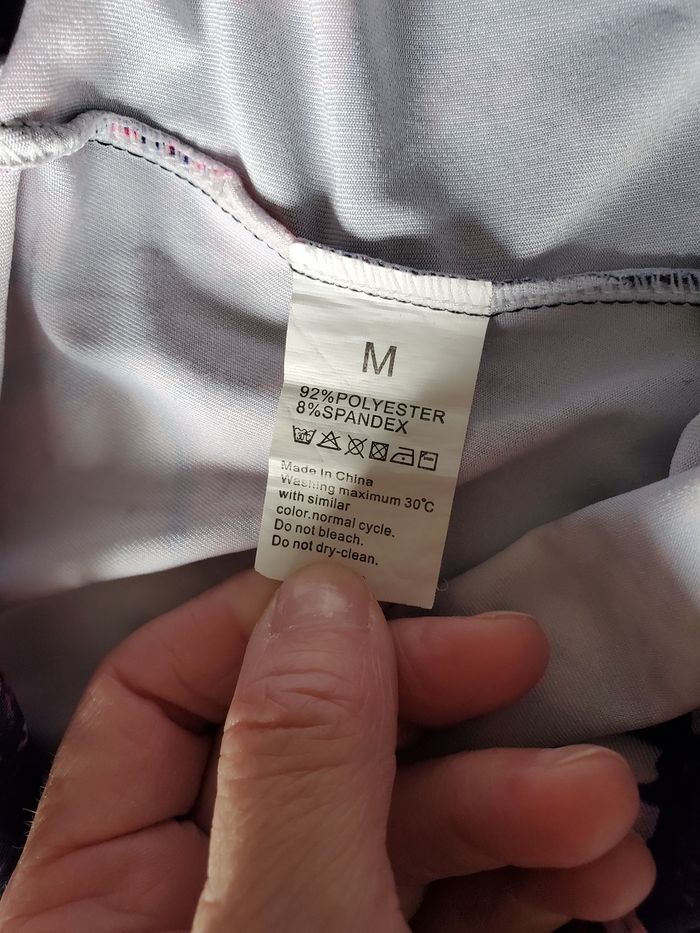 M
92%POLYESTER
8%SPANDEX
Made In China
Washing maximum 30℃
with similar
color.normal cycle.
Do not bleach.
Do not dry-clean.